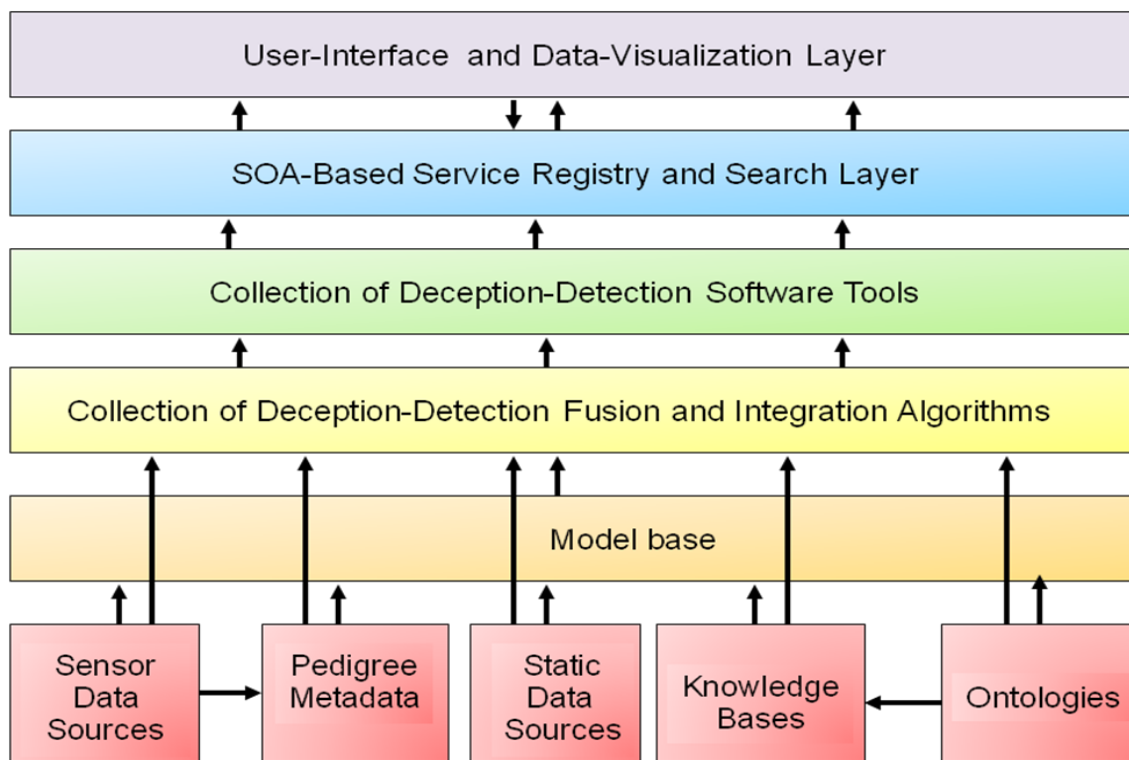 User-Interface and Data-Visualization Layer
SOA-Based Service Registry and Search Layer
Collection of Deception-Detection Software Tools
Collection of Deception-Detection Fusion and Integration Algorithms
Model base
Sensor
Data
Sources
Pedigree
Metadata
Static
Data
Sources
Knowledge
Bases
Ontologies